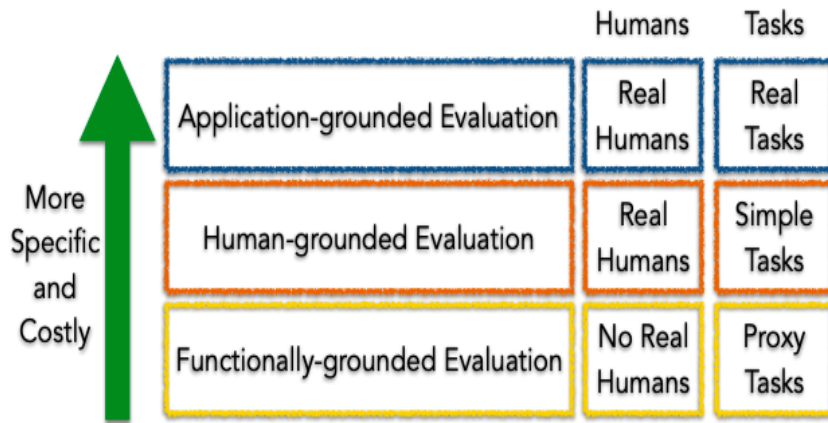 Humans Tasks
Application-grounded Evaluation
Real
Humans
Real
Tasks
More
Specific
and
Costly
Human-grounded Evaluation
Real
Humans
Simple
Tasks
Functionally-grounded Evaluation
No Real
Humans
Proxy
Tasks